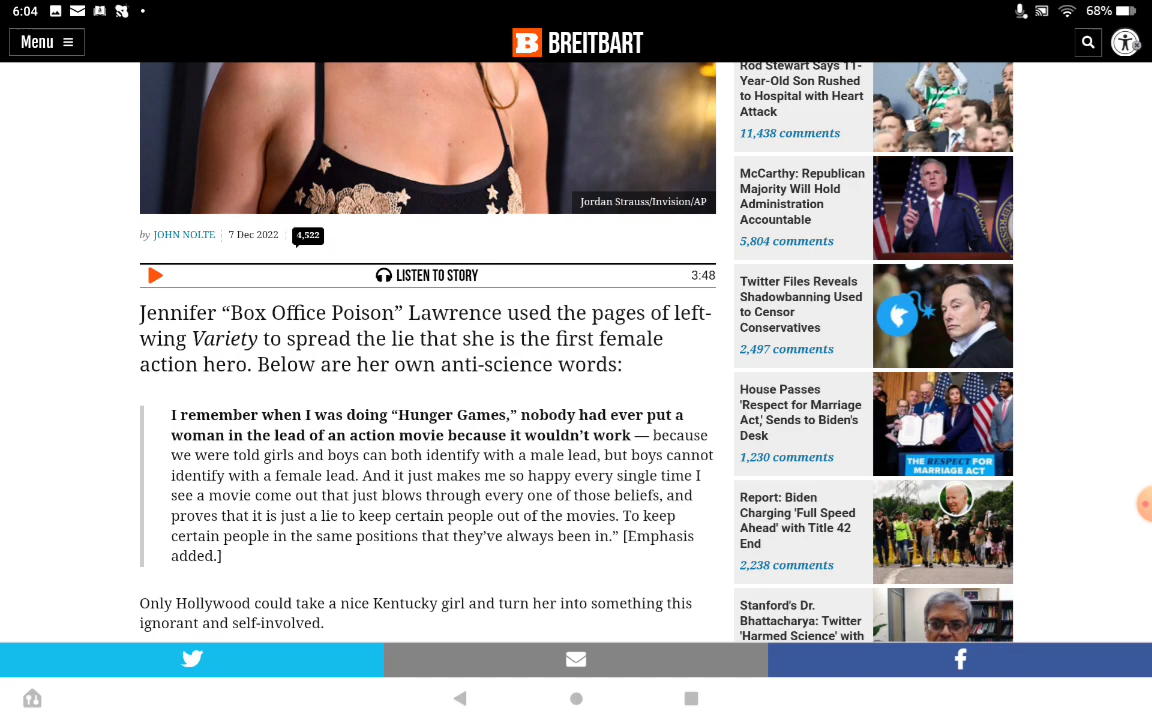 6:04
68%
Menu
B BREITBART
Jordan Strauss/Invision/AP
by JOHN NOLTE 7 Dec 2022 4,522
LISTEN TO STORY 3:48
Jennifer “Box Office Poison” Lawrence used the pages of left-
wing Variety to spread the lie that she is the first female
action hero. Below are her own anti-science words:
I remember when I was doing “Hunger Games,” nobody had ever put a
woman in the lead of an action movie because it wouldn’t work — because
we were told girls and boys can both identify with a male lead, but boys cannot
identify with a female lead. And it just makes me so happy every single time I
see a movie come out that just blows through every one of those beliefs, and
proves that it is just a lie to keep certain people out of the movies. To keep
certain people in the same positions that they’ve always been in.” [Emphasis
added.]
Only Hollywood could take a nice Kentucky girl and turn her into something this
ignorant and self-involved.
Rod Stewart Says 11-
Year-Old Son Rushed
to Hospital with Heart
Attack
11,438 comments
McCarthy: Republican
Majority Will Hold
Administration
Accountable
5,804 comments
Twitter Files Reveals
Shadowbanning Used
to Censor
Conservatives
2,497 comments
House Passes
'Respect for Marriage
Act,' Sends to Biden's
Desk
1,230 comments
THE RESPECT FOR
MARRIAGE ACT
Report: Biden
Charging 'Full Speed
Ahead' with Title 42
End
2,238 comments
Stanford's Dr.
Bhattacharya: Twitter
'Harmed Science' with